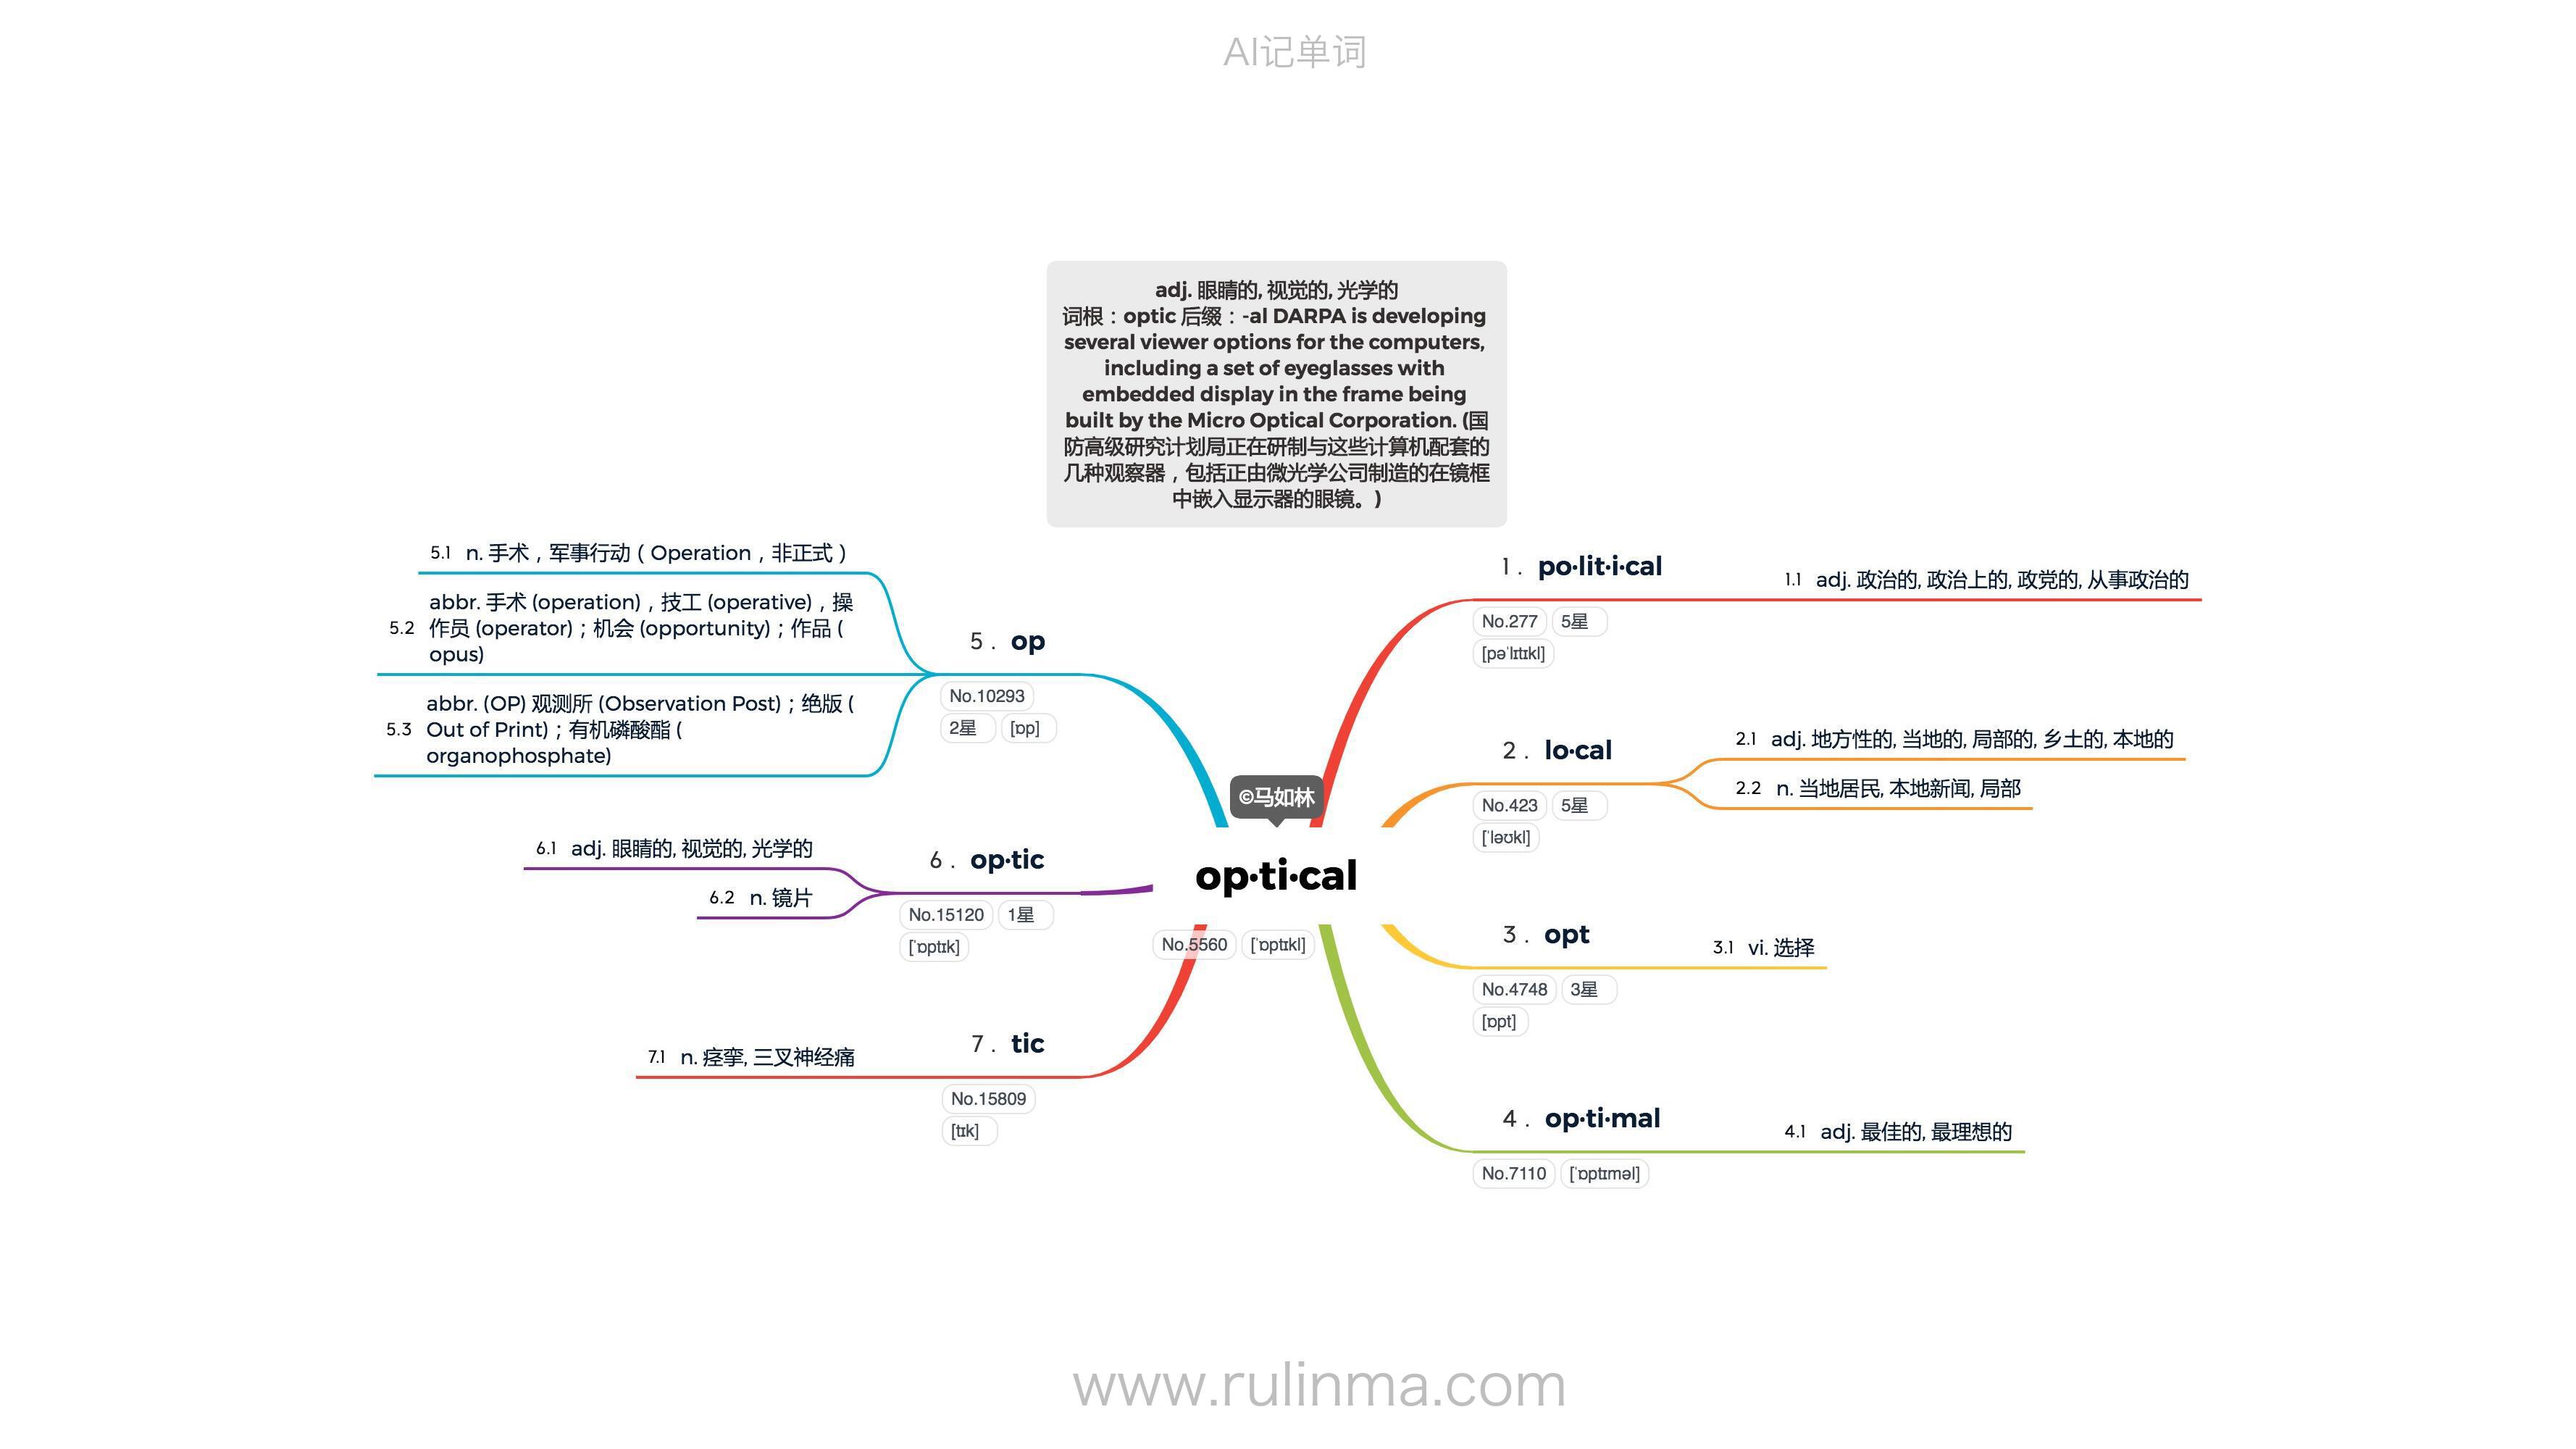 AI记单词
adj. 眼睛的, 视觉的, 光学的
词根：optic 后缀：-al DARPA is developing
several viewer options for the computers,
including a set of eyeglasses with
embedded display in the frame being
built by the Micro Optical Corporation. (国
防高级研究计划局正在研制与这些计算机配套的
几种观察器，包括正由微光学公司制造的在镜框
中嵌入显示器的眼镜。)
©马如林
op·ti·cal
No.5560 [ˈɒptɪkl]
1. po·lit·i·cal
No.277 5星
[pəˈlɪtɪkl]
1.1 adj. 政治的, 政治上的, 政党的, 从事政治的
2. lo·cal
No.423 5星
[ˈləʊkl]
2.1 adj. 地方性的, 当地的, 局部的, 乡土的, 本地的
2.2 n. 当地居民, 本地新闻, 局部
3. opt
No.4748 3星
[ɒpt]
3.1 vi. 选择
4. op·ti·mal
No.7110 [ˈɒptɪməl]
4.1 adj. 最佳的, 最理想的
5. op
No.10293
2星 [ɒp]
5.1 n. 手术，军事行动（Operation，非正式）
5.2 abbr. 手术 (operation)，技工 (operative)，操
作员 (operator)；机会 (opportunity)；作品 (
opus)
5.3 abbr. (OP) 观测所 (Observation Post)；绝版 (
Out of Print)；有机磷酸酯 (
organophosphate)
6. op·tic
No.15120 1星
[ˈɒptɪk]
6.1 adj. 眼睛的, 视觉的, 光学的
6.2 n. 镜片
7. tic
No.15809
[tɪk]
7.1 n. 痉挛, 三叉神经痛
www.rulinma.com